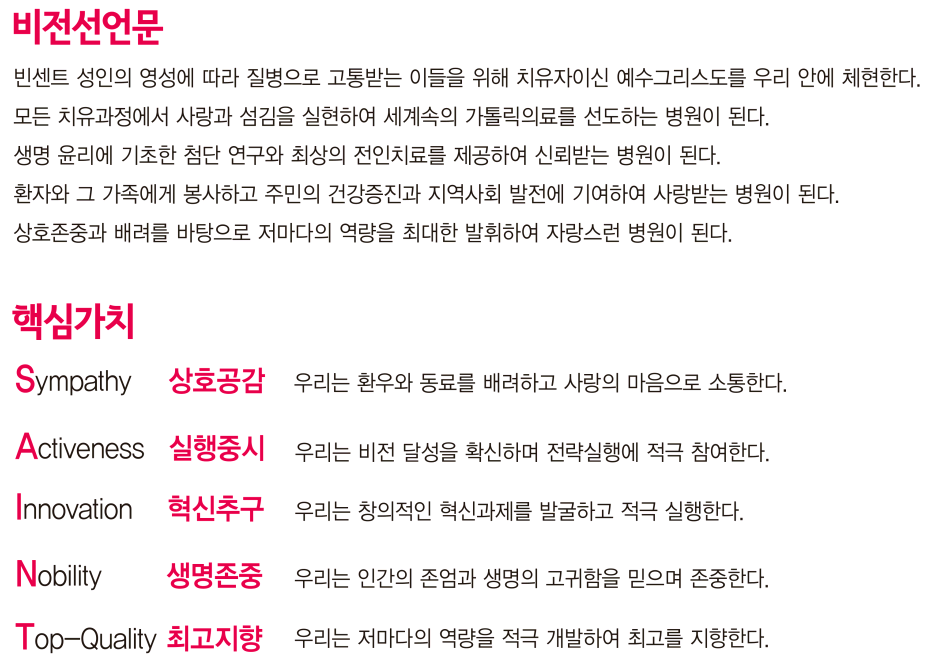 비전선언문
빈센트 성인의 영성에 따라 질병으로 고통받는 이들을 위해 치유자이신 예수그리스도를 우리 안에 체현한다.
모든 치유과정에서 사랑과 섬김을 실현하여 세계속의 가톨릭의료를 선도하는 병원이 된다.
생명 윤리에 기초한 첨단 연구와 최상의 전인치료를 제공하여 신뢰받는 병원이 된다.
환자와 그 가족에게 봉사하고 주민의 건강증진과 지역사회 발전에 기여하여 사랑받는 병원이 된다.
상호존중과 배려를 바탕으로 저마다의 역량을 최대한 발휘하여 자랑스런 병원이 된다.
핵심가치
Sympathy 상호공감 우리는 환우와 동료를 배려하고 사랑의 마음으로 소통한다.
Activeness 실행중시 우리는 비전 달성을 확신하며 전략실행에 적극 참여한다.
Innovation 혁신추구 우리는 창의적인 혁신과제를 발굴하고 적극 실행한다.
Nobility 생명존중 우리는 인간의 존엄과 생명의 고귀함을 믿으며 존중한다.
Top-Quality 최고지향 우리는 저마다의 역량을 적극 개발하여 최고를 지향한다.